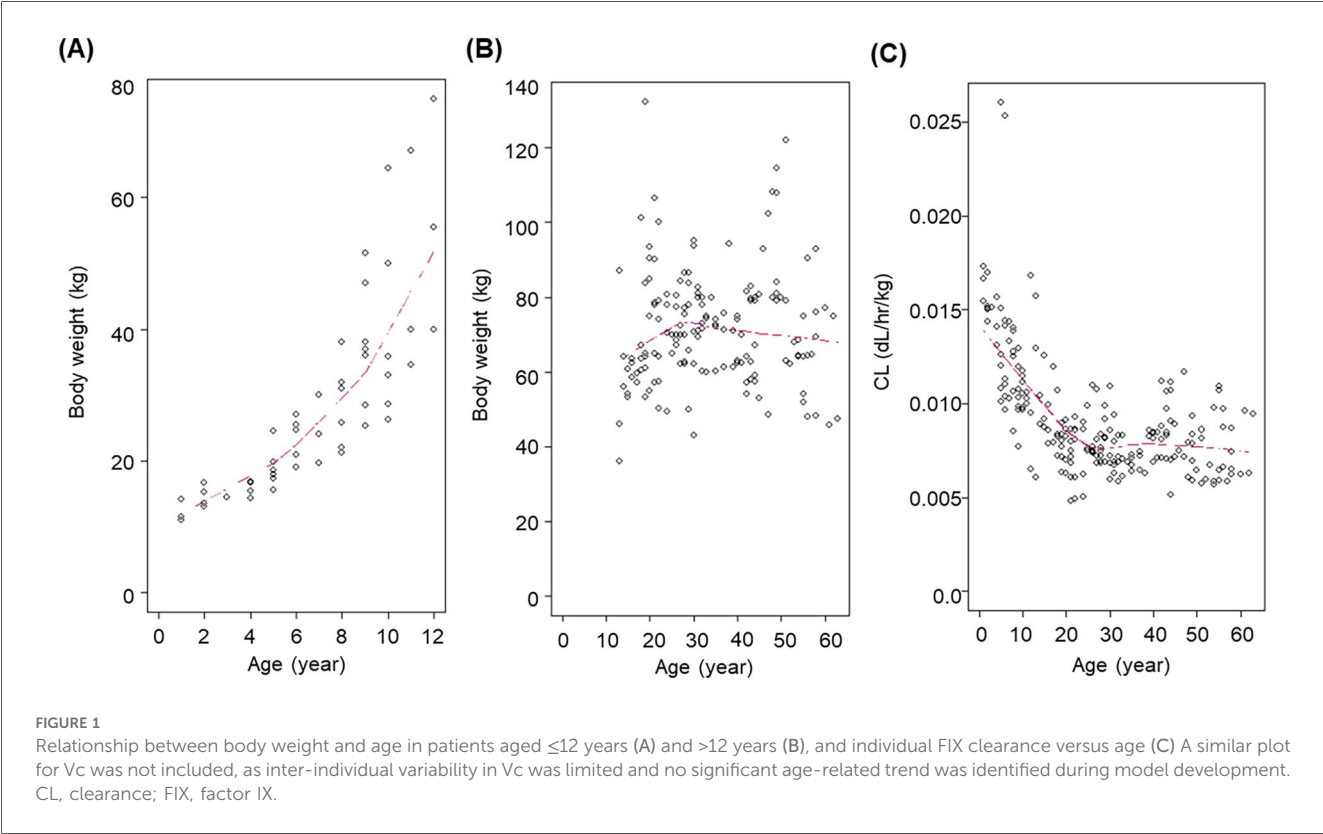 (A)
80
60
40
20
0
Body weight (kg)
0 2 4 6 8 10 12
Age (year)
(B)
140
120
100
80
60
40
20
0
Body weight (kg)
0 10 20 30 40 50 60
Age (year)
(C)
0.025
0.020
0.015
0.010
0.005
0.0
CL (dL/hr/kg)
0 10 20 30 40 50 60
Age (year)
FIGURE 1
Relationship between body weight and age in patients aged ≤12 years (A) and >12 years (B), and individual FIX clearance versus age (C) A similar plot
for Vc was not included, as inter-individual variability in Vc was limited and no significant age-related trend was identified during model development.
CL, clearance; FIX, factor IX.